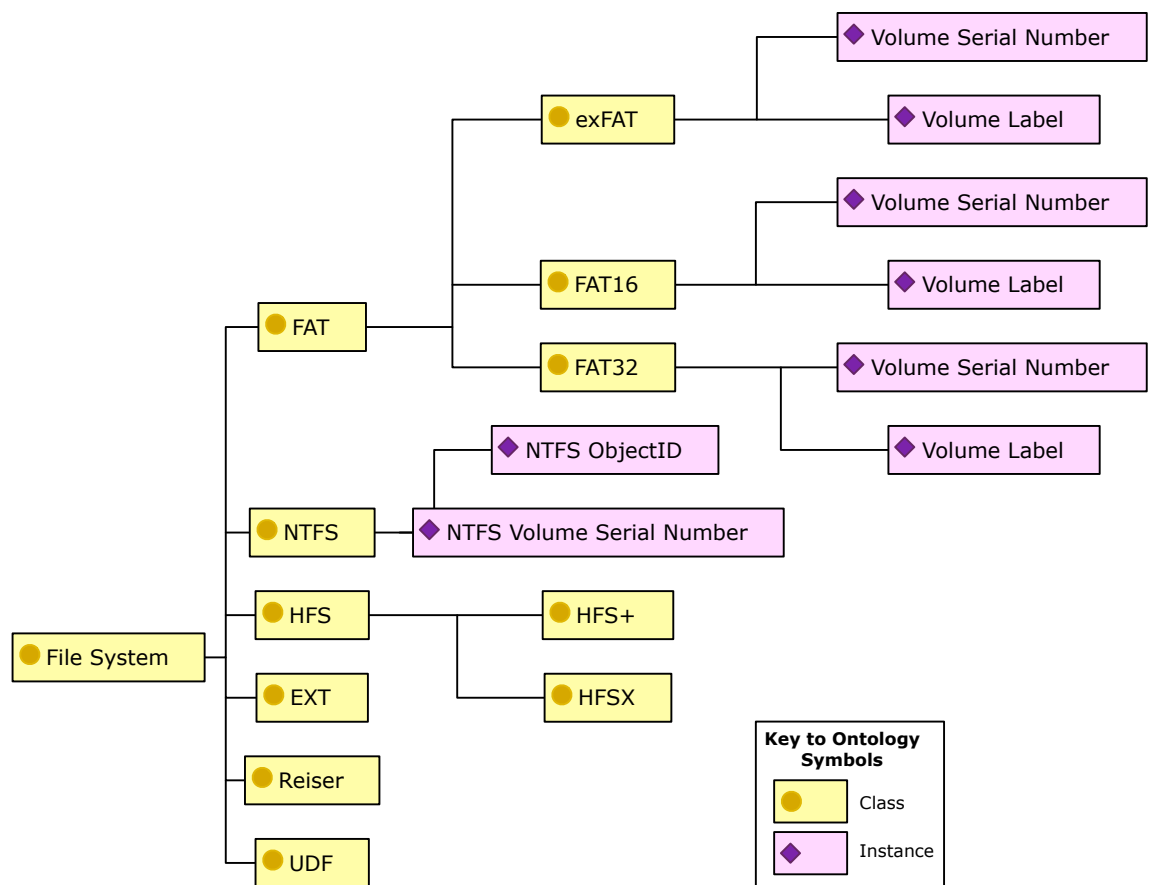 Volume Serial Number
exFAT
Volume Label
Volume Serial Number
FAT16
Volume Label
FAT
FAT32
Volume Serial Number
NTFS ObjectID
Volume Label
NTFS
NTFS Volume Serial Number
HFS
HFS+
File System
EXT
HFSX
Reiser
UDF
Key to Ontology
Symbols
Class
Instance